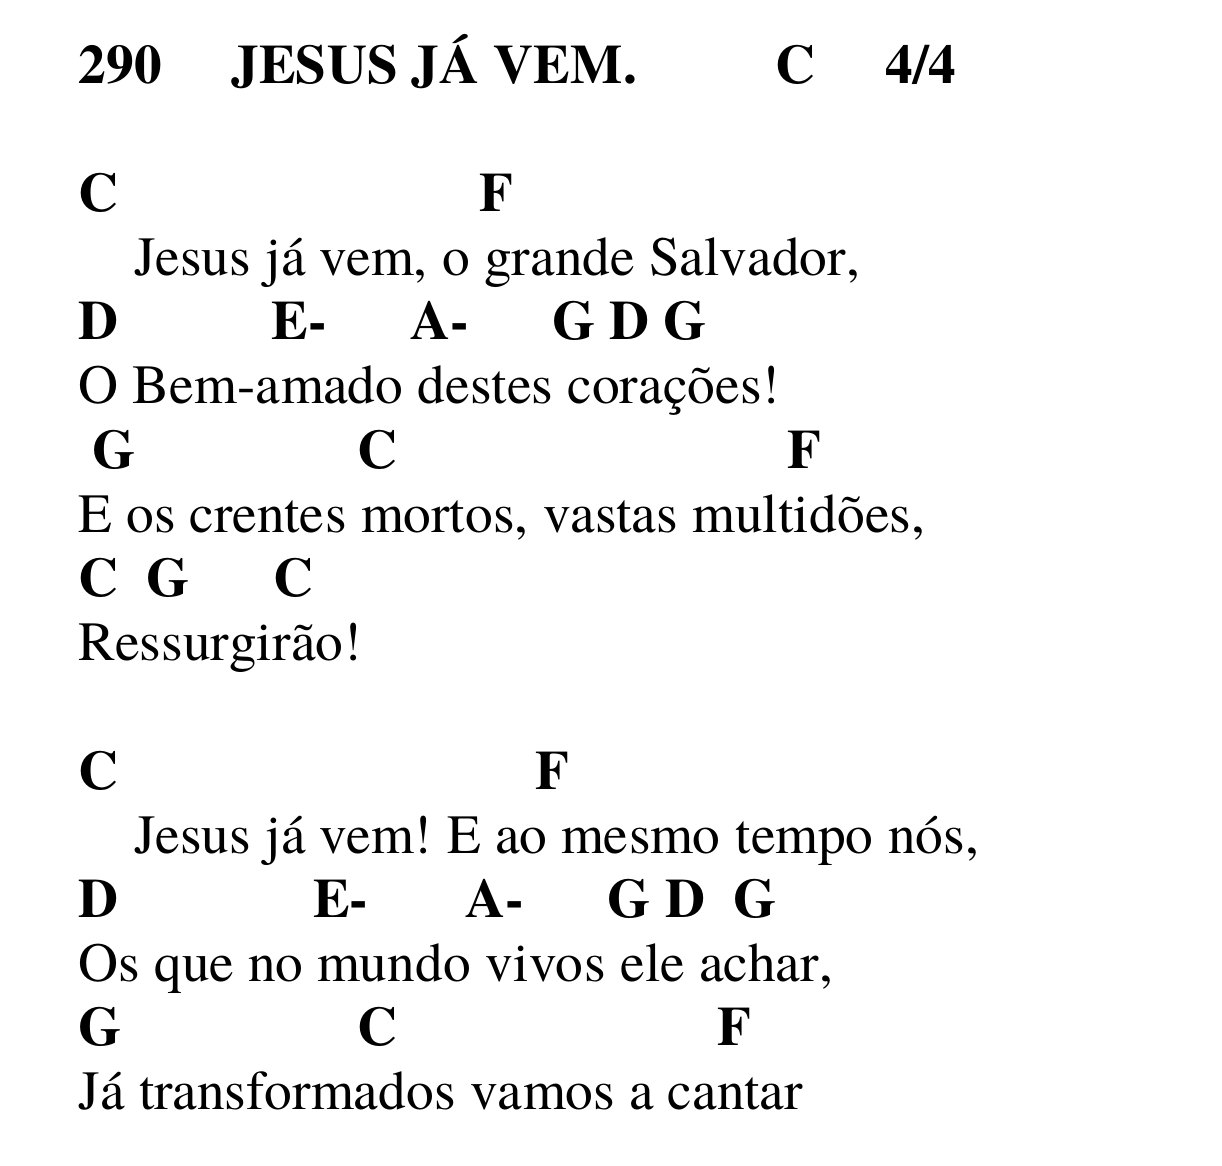 290 JESUS JÁ VEM. C 4/4
C F
Jesus já vem, o grande Salvador,
D E- A- G D G
O Bem-amado destes corações!
G C F
E os crentes mortos, vastas multidões,
C G C
Ressurgirão!
C F
Jesus já vem! E ao mesmo tempo nós,
D E- A- G D G
Os que no mundo vivos ele achar,
G C F
Já transformados vamos a cantar